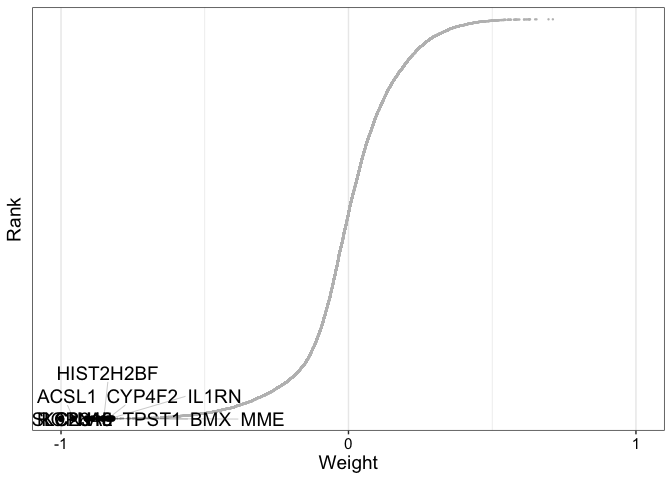 Rank
HIST2H2BF
ACSL1 CYP4F2 IL1RN
TPST1 BMX MME
-1 0 1
Weight